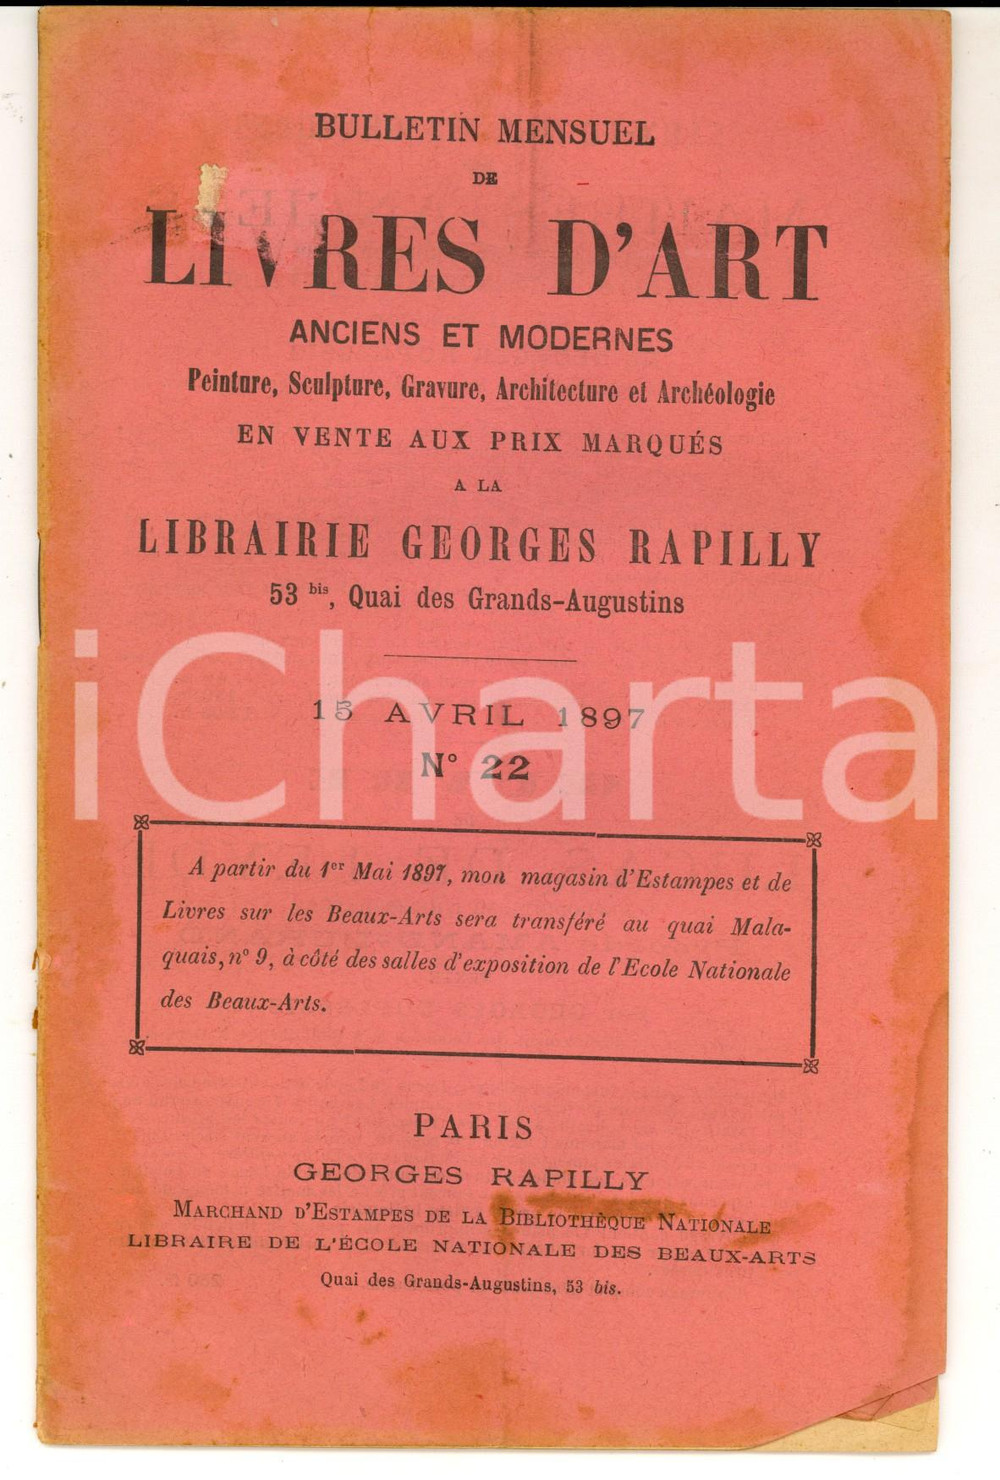 BULLETIN MENSUEL
DE
LIVRES D'ART
ANCIENS ET MODERNES
Peinture, Sculpture, Gravure, Architecture et Archéologie
EN VENTE AUX PRIX MARQUÉS
A LA
LIBRAIRIE GEORGES RAPILLY
53 bis, Quai des Grands-Augustins
15 AVRIL 1897
N° 22
iCharta
A partir du 1er Mai 1897, mon magasin d'Estampes et de
Livres sur les Beaux-Arts sera transféré au quai Mala-
quais, n° 9, à côté des salles d'exposition de l'Ecole Nationale
des Beaux-Arts.
PARIS
GEORGES RAPILLY
MARCHAND D'ESTAMPES DE LA BIBLIOTHÈQUE NATIONALE
LIBRAIRE DE L'ÉCOLE NATIONALE DES BEAUX-ARTS
Quai des Grands-Augustins, 53 bis.